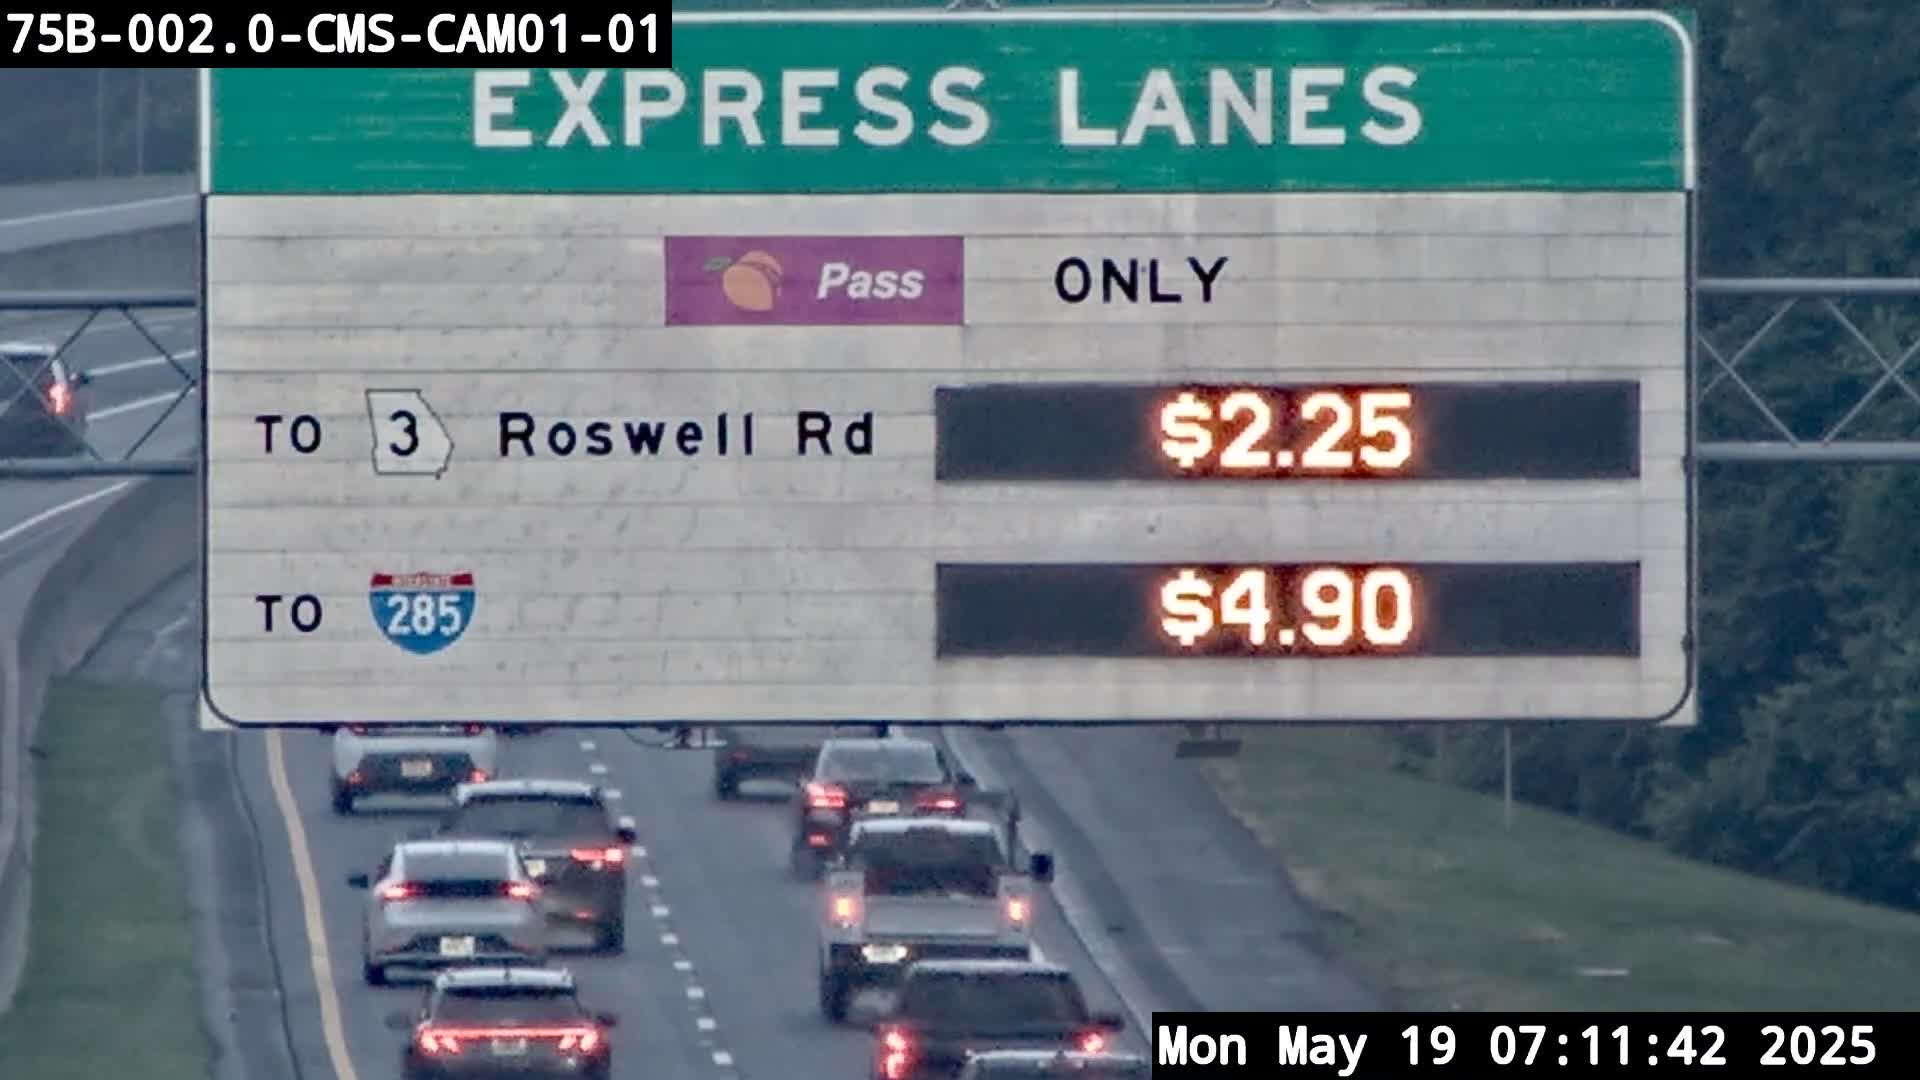 75B-002.0-CMS-CAM01-01
EXPRESS LANES
Pass ONLY
TO 3 Roswell Rd $2.25
TO 285 $4.90
Mon May 19 07:11:42 2025